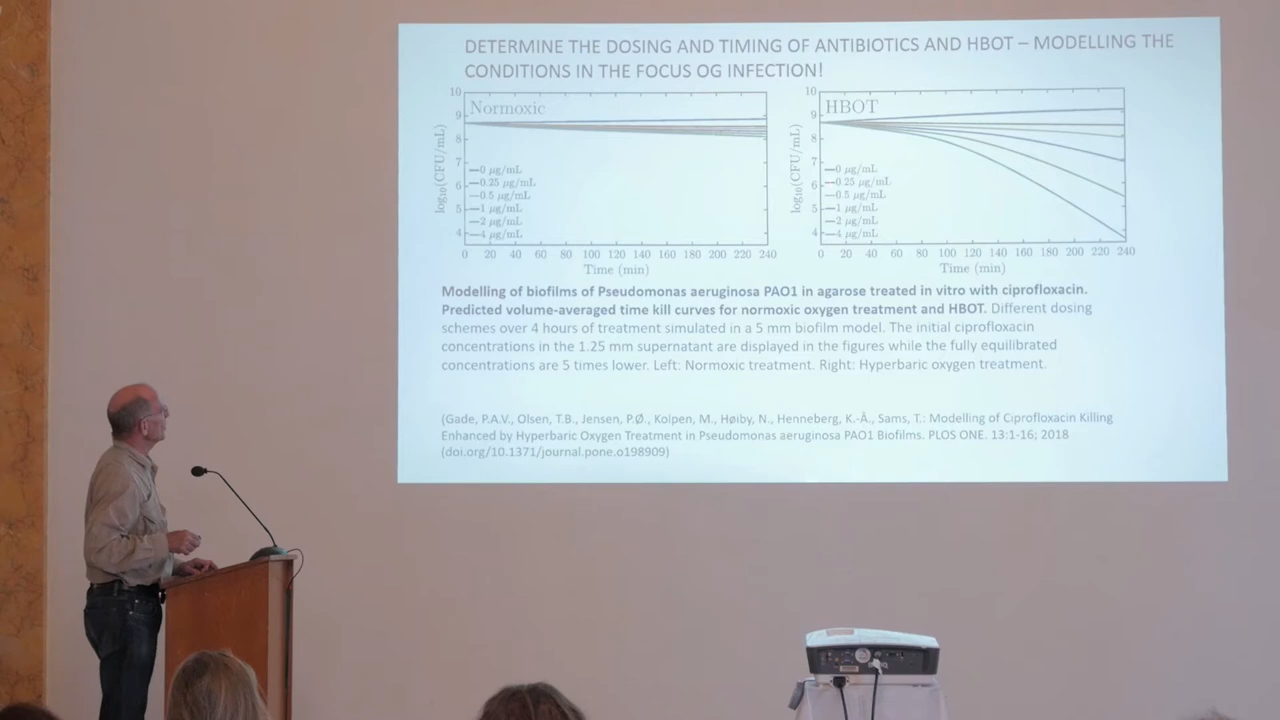 DETERMINE THE DOSING AND TIMING OF ANTIBIOTICS AND HBOT – MODELLING THE
CONDITIONS IN THE FOCUS OG INFECTION!
10
9
8
7
6
5
4
log10(CFU/mL)
Normoxic
0 µg/mL
0.25 µg/mL
0.5 µg/mL
1 µg/mL
2 µg/mL
4 µg/mL
0 20 40 60 80 100 120 140 160 180 200 220 240
Time (min)
10
9
8
7
6
5
4
log10(CFU/mL)
HBOT
0 µg/mL
0.25 µg/mL
0.5 µg/mL
1 µg/mL
2 µg/mL
4 µg/mL
0 20 40 60 80 100 120 140 160 180 200 220 240
Time (min)
Modelling of biofilms of Pseudomonas aeruginosa PAO1 in agarose treated in vitro with ciprofloxacin.
Predicted volume-averaged time kill curves for normoxic oxygen treatment and HBOT. Different dosing
schemes over 4 hours of treatment simulated in a 5 mm biofilm model. The initial ciprofloxacin
concentrations in the 1.25 mm supernatant are displayed in the figures while the fully equilibrated
concentrations are 5 times lower. Left: Normoxic treatment. Right: Hyperbaric oxygen treatment.
(Gade, P.A.V., Olsen, T.B., Jensen, P.Ø., Kolpen, M., Høiby, N., Henneberg, K.-Å., Sams, T.: Modelling of Ciprofloxacin Killing
Enhanced by Hyperbaric Oxygen Treatment in Pseudomonas aeruginosa PAO1 Biofilms. PLOS ONE. 13:1-16; 2018
(doi.org/10.1371/journal.pone.o198909)